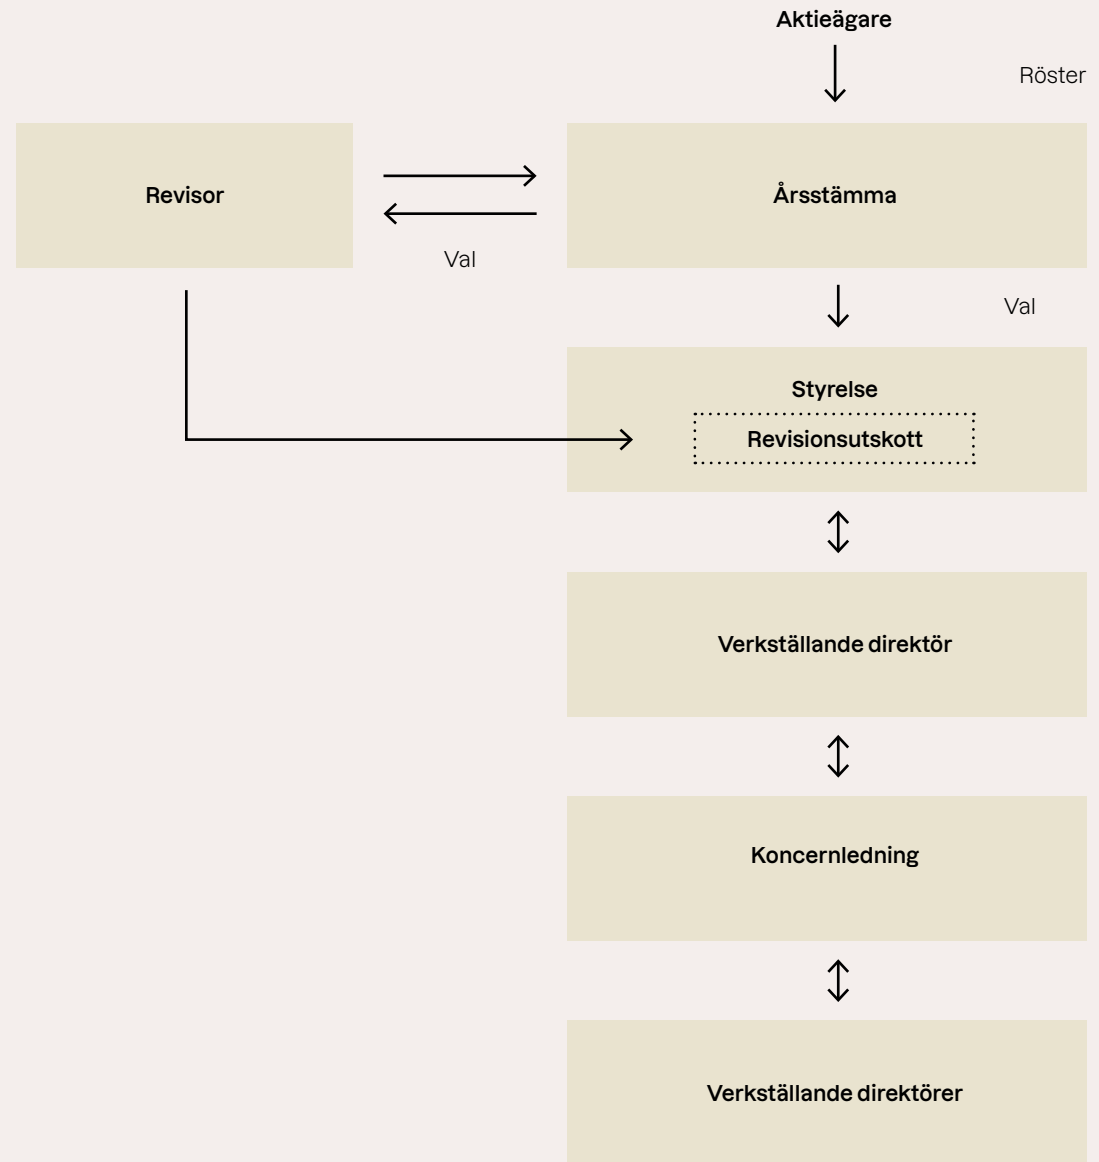 Aktieägare
Röster
Revisor
Årsstämma
Val
Val
Styrelse
Revisionsutskott
Verkställande direktör
Koncernledning
Verkställande direktörer